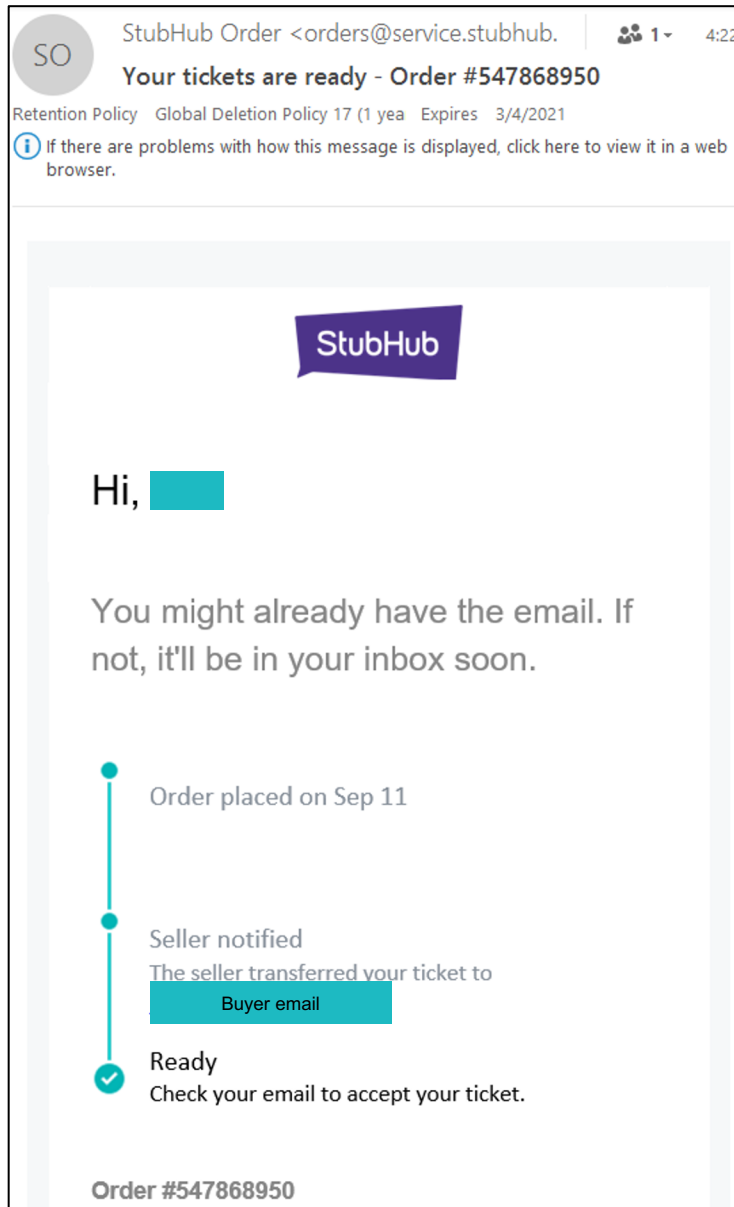 SO
StubHub Order <orders@service.stubhub.
1
4:22
Your tickets are ready - Order #547868950
Retention Policy Global Deletion Policy 17 (1 yea Expires 3/4/2021
If there are problems with how this message is displayed, click here to view it in a web
browser.
StubHub
Hi,
You might already have the email. If
not, it'll be in your inbox soon.
Order placed on Sep 11
Seller notified
The seller transferred your ticket to
Buyer email
Ready
Check your email to accept your ticket.
Order #547868950